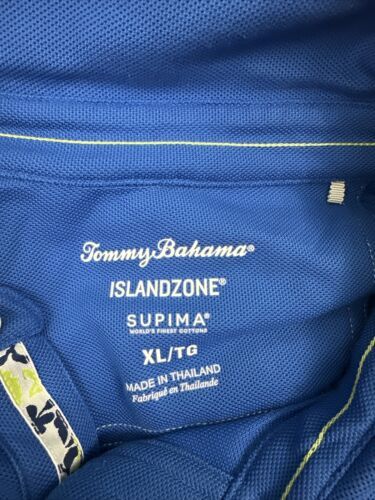 Tommy Bahama®
ISLANDZONE®
SUPIMA®
WORLD'S FINEST COTTONS
XL/TG
MADE IN THAILAND
Fabriqué en Thaïlande